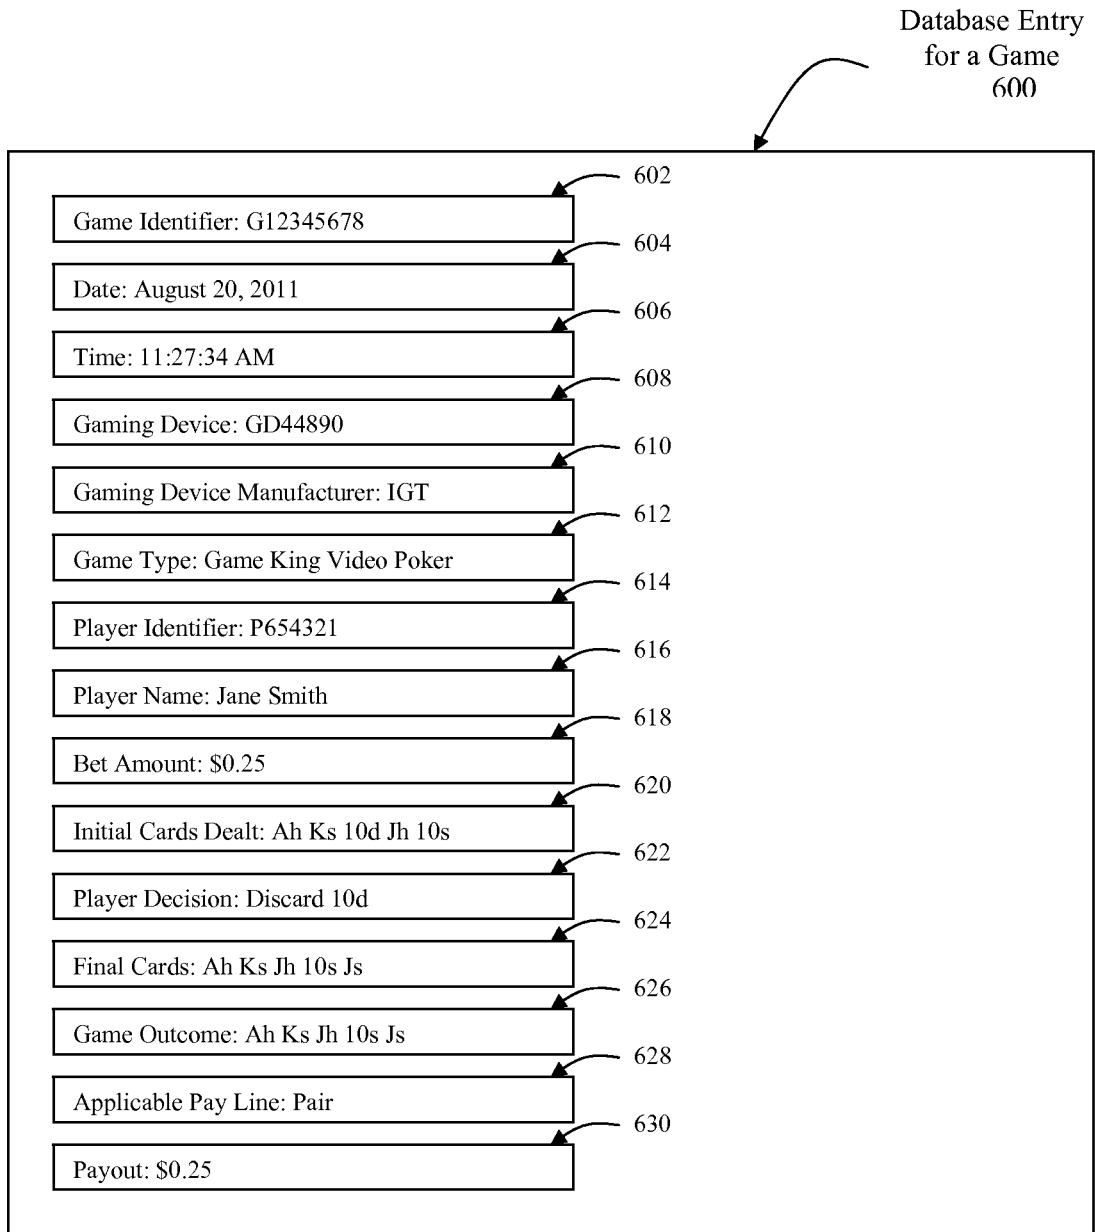 Database Entry
for a Game
600
602
Game Identifier: G12345678
604
Date: August 20, 2011
606
Time: 11:27:34 AM
608
Gaming Device: GD44890
610
Gaming Device Manufacturer: IGT
612
Game Type: Game King Video Poker
614
Player Identifier: P654321
616
Player Name: Jane Smith
618
Bet Amount: $0.25
620
Initial Cards Dealt: Ah Ks 10d Jh 10s
622
Player Decision: Discard 10d
624
Final Cards: Ah Ks Jh 10s Js
626
Game Outcome: Ah Ks Jh 10s Js
628
Applicable Pay Line: Pair
630
Payout: $0.25